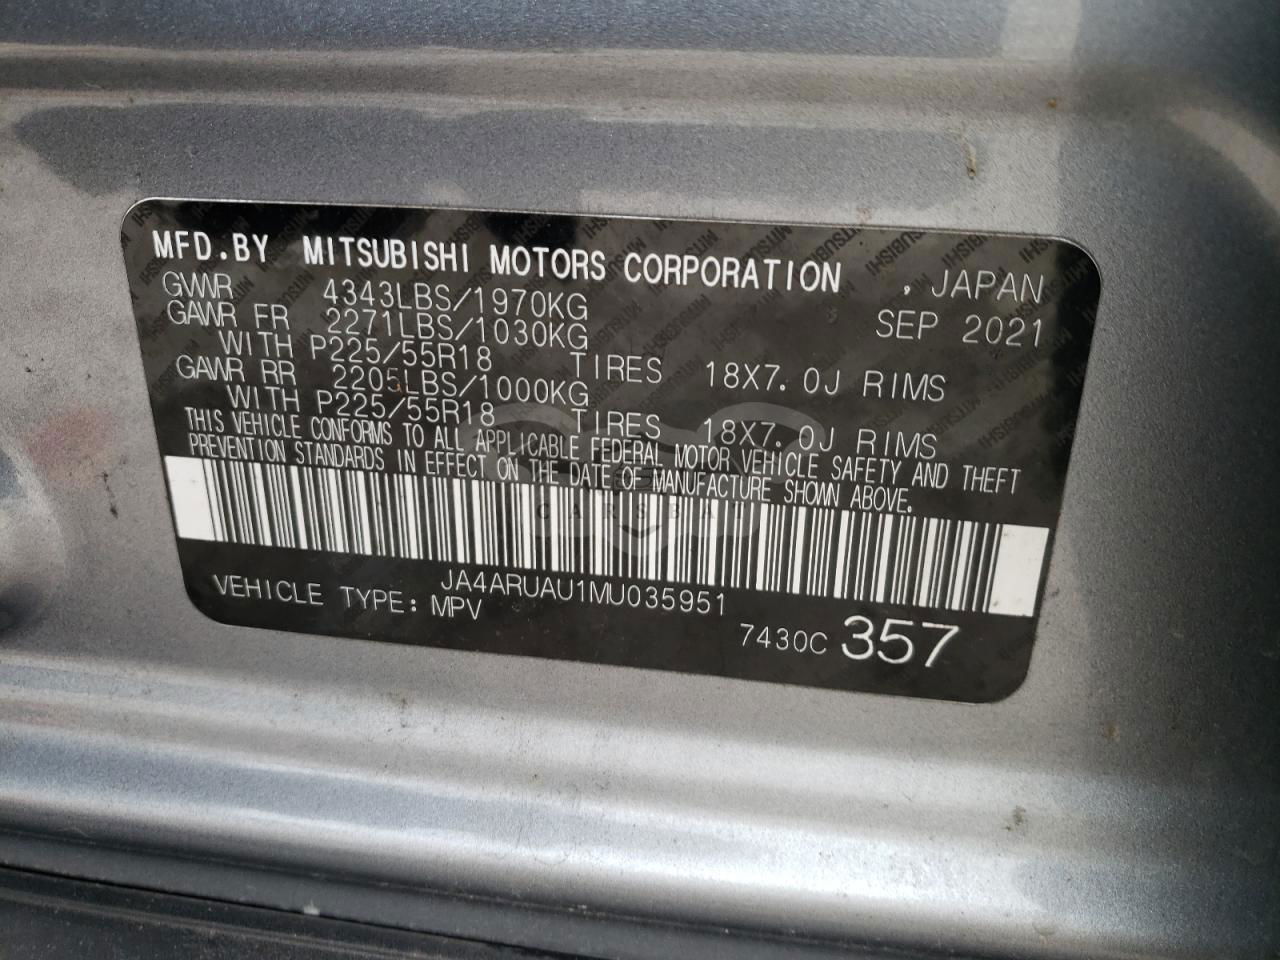 MFD.BY MITSUBISHI MOTORS CORPORATION , JAPAN
GVWR 4343LBS/1970KG SEP 2021
GAWR FR 2271LBS/1030KG
WITH P225/55R18 TIRES 18X7.0J RIMS
GAWR RR 2205LBS/1000KG
WITH P225/55R18 TIRES 18X7.0J RIMS
THIS VEHICLE CONFORMS TO ALL APPLICABLE FEDERAL MOTOR VEHICLE SAFETY AND THEFT
PREVENTION STANDARDS IN EFFECT ON THE DATE OF MANUFACTURE SHOWN ABOVE.
CARSBAT
JA4ARUAU1MU035951
VEHICLE TYPE: MPV
7430C 357